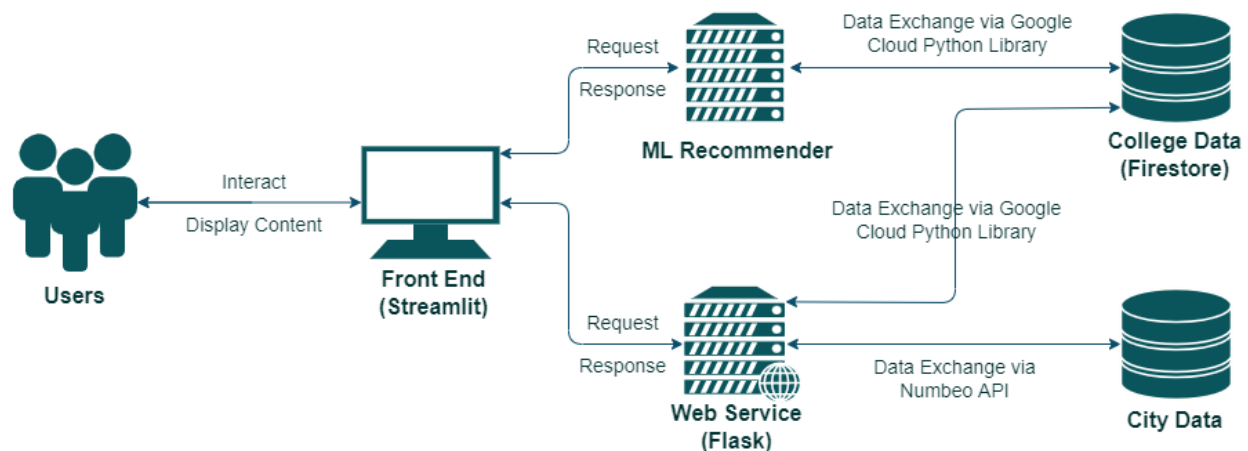 Data Exchange via Google
Cloud Python Library
Request
Response
ML Recommender
College Data
(Firestore)
Interact
Display Content
Users
Front End
(Streamlit)
Data Exchange via Google
Cloud Python Library
Request
Response
Web Service
(Flask)
Data Exchange via
Numbeo API
City Data